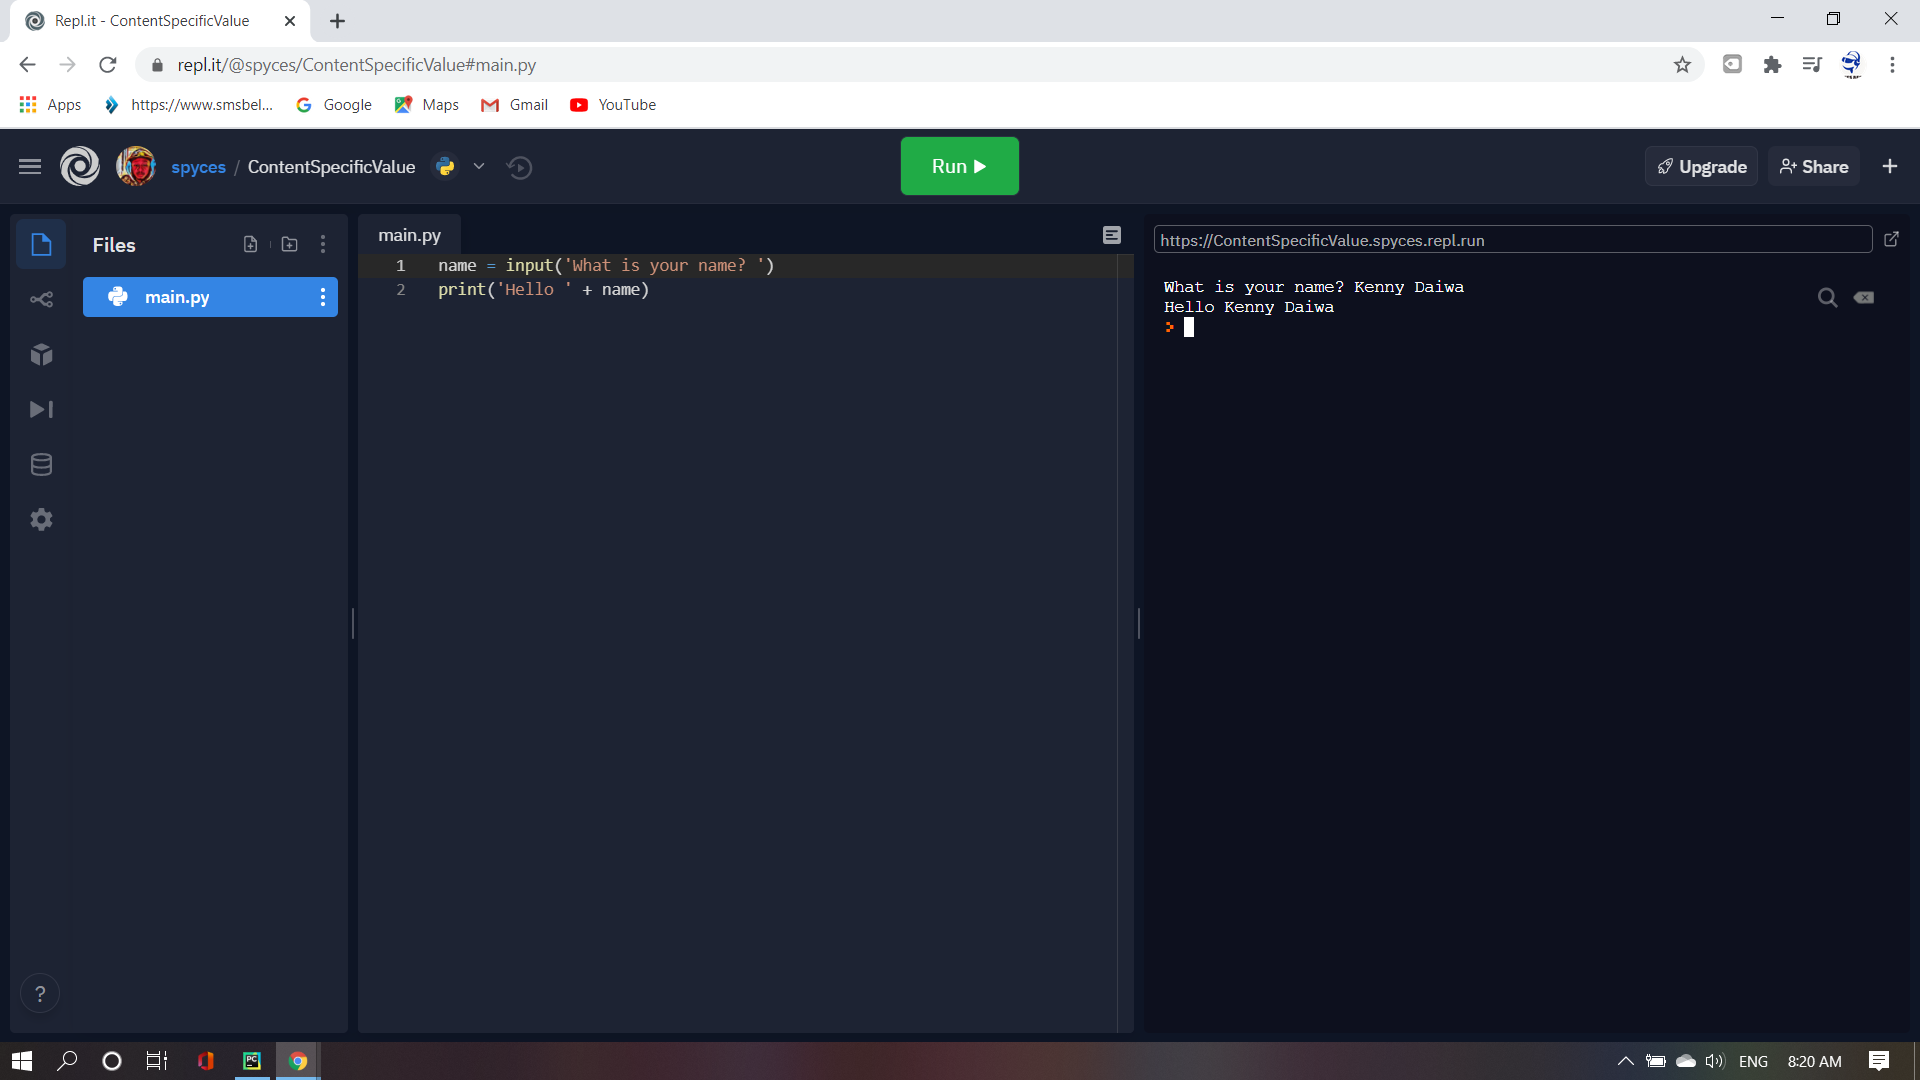 Repl.it - ContentSpecificValue
repl.it/@spyces/ContentSpecificValue#main.py
Apps https://www.smsbel... Google Maps Gmail YouTube
spyces / ContentSpecificValue Run Upgrade Share
Files
main.py
main.py
1 name = input('What is your name? ')
2 print('Hello ' + name)
https://ContentSpecificValue.spyces.repl.run
What is your name? Kenny Daiwa
Hello Kenny Daiwa
>
?
PC ENG 8:20 AM